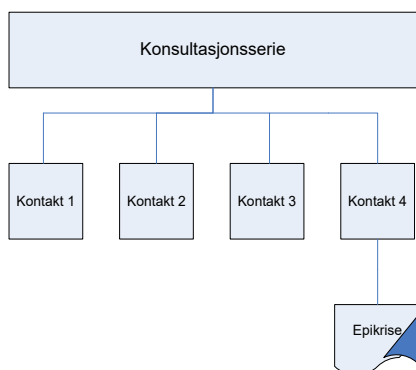 Konsultasjonsserie
Kontakt 1
Kontakt 2
Kontakt 3
Kontakt 4
Epikrise